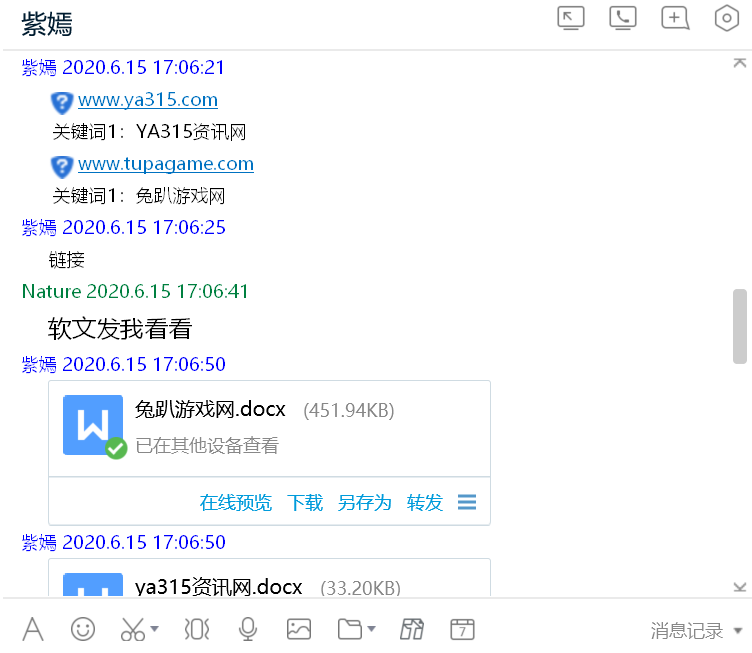 紫嫣
紫嫣 2020.6.15 17:06:21
www.ya315.com
关键词1：YA315资讯网
www.tupagame.com
关键词1：兔趴游戏网
紫嫣 2020.6.15 17:06:25
链接
Nature 2020.6.15 17:06:41
软文发我看看
紫嫣 2020.6.15 17:06:50
兔趴游戏网.docx (451.94KB)
已在其他设备查看
在线预览 下载 另存为 转发
紫嫣 2020.6.15 17:06:50
ya315资讯网.docx (33.20KB)
7
消息记录